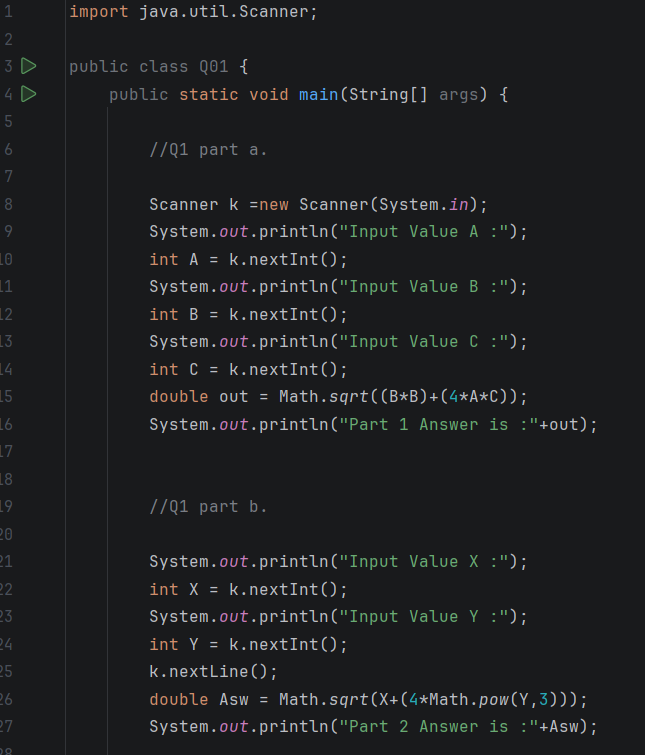 1 import java.util.Scanner;
2
3 public class Q01 {
4 public static void main(String[] args) {
5
6 //Q1 part a.
7
8 Scanner k =new Scanner(System.in);
9 System.out.println("Input Value A :");
10 int A = k.nextInt();
11 System.out.println("Input Value B :");
12 int B = k.nextInt();
13 System.out.println("Input Value C :");
14 int C = k.nextInt();
15 double out = Math.sqrt((B*B)+(4*A*C));
16 System.out.println("Part 1 Answer is :"+out);
17
18
19 //Q1 part b.
20
21 System.out.println("Input Value X :");
22 int X = k.nextInt();
23 System.out.println("Input Value Y :");
24 int Y = k.nextInt();
25 k.nextLine();
26 double Asw = Math.sqrt(X+(4*Math.pow(Y,3)));
27 System.out.println("Part 2 Answer is :"+Asw);
28